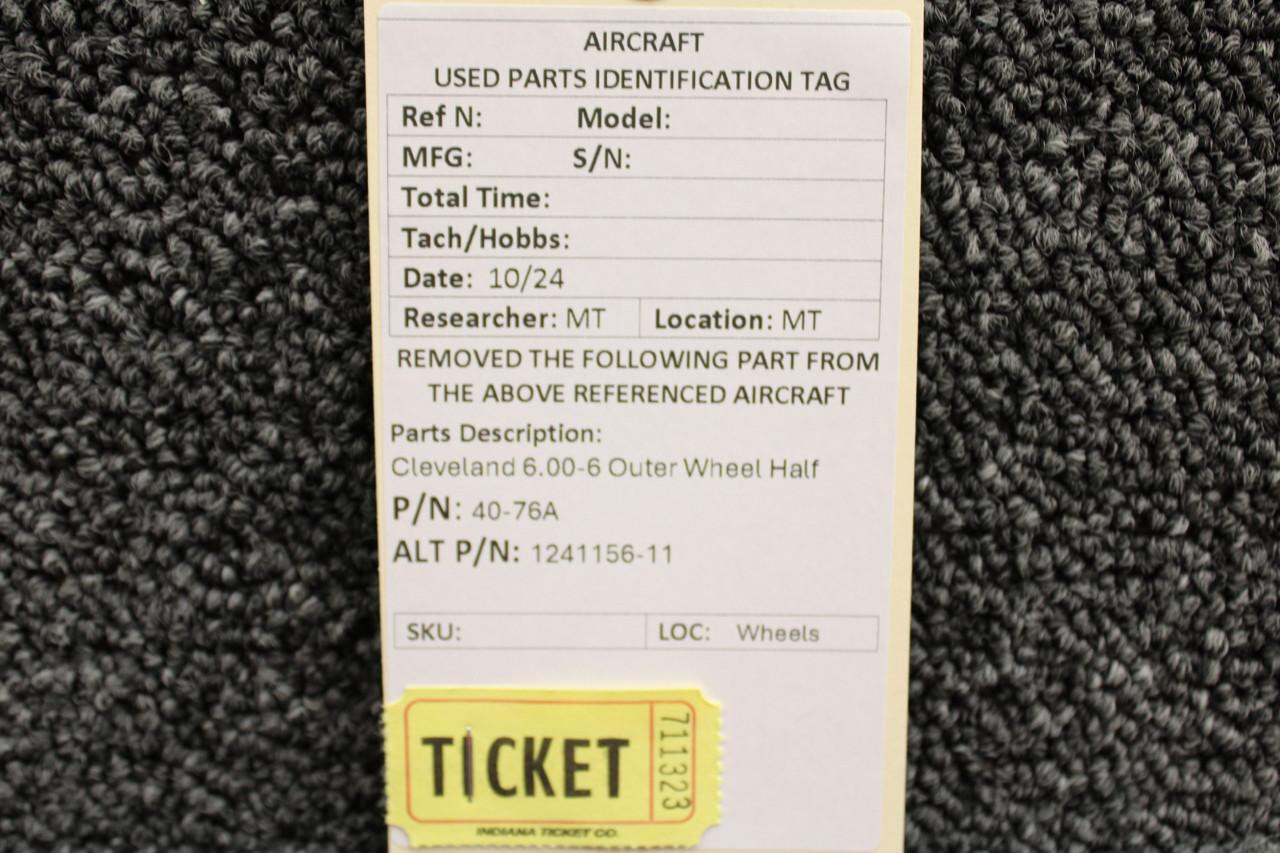 AIRCRAFT
USED PARTS IDENTIFICATION TAG
Ref N: Model:
MFG: S/N:
Total Time:
Tach/Hobbs:
Date: 10/24
Researcher: MT Location: MT
REMOVED THE FOLLOWING PART FROM
THE ABOVE REFERENCED AIRCRAFT
Parts Description:
Cleveland 6.00-6 Outer Wheel Half
P/N: 40-76A
ALT P/N: 1241156-11
SKU: LOC: Wheels
TICKET
711323
INDIANA TICKET CO.